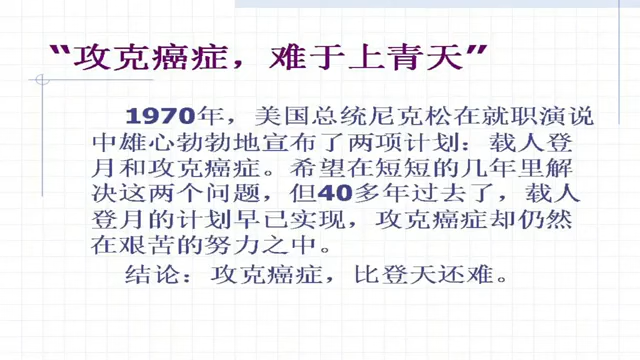 “攻克癌症，难于上青天”
1970年，美国总统尼克松在就职演说
中雄心勃勃地宣布了两项计划：载人登
月和攻克癌症。希望在短短的几年里解
决这两个问题，但40多年过去了，载人
登月的计划早已实现，攻克癌症却仍然
在艰苦的努力之中。
结论：攻克癌症，比登天还难。